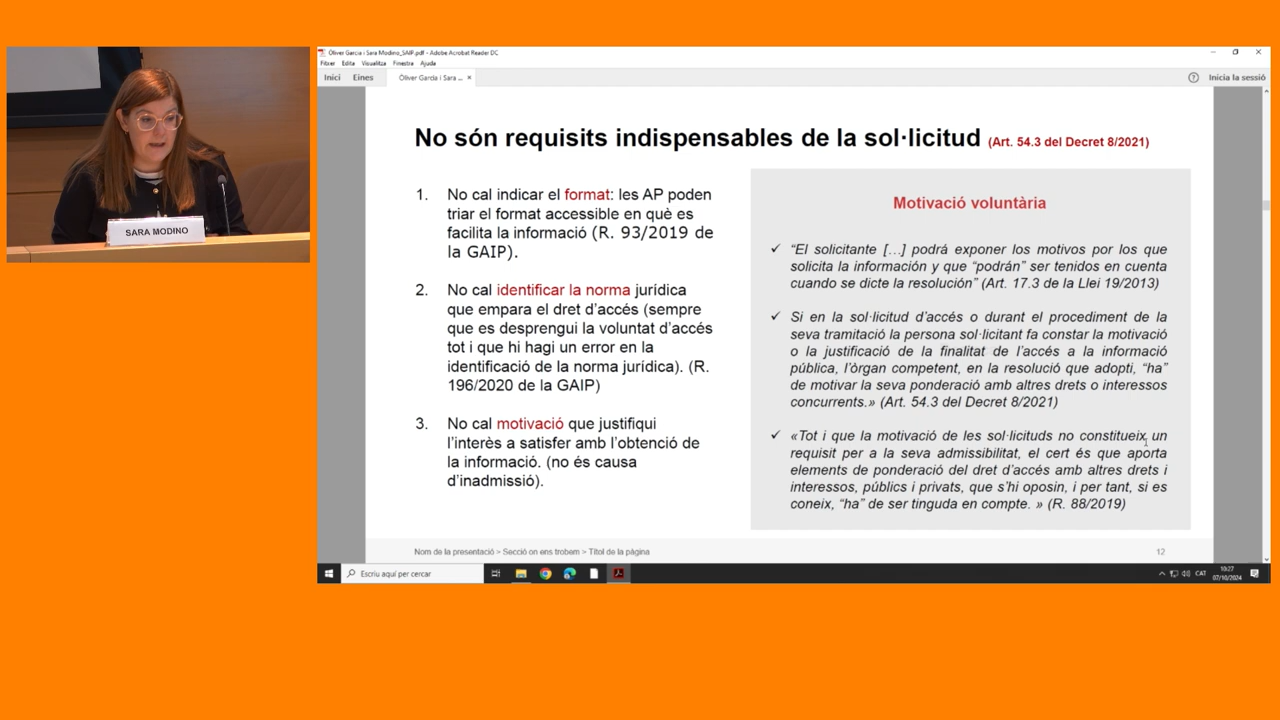 SARA MODINO
Òliver Garcia i Sara Modino_SAIP.pdf - Adobe Acrobat Reader DC
Fitxer Edita Visualitza Finestra Ajuda
Inici Eines Òliver Garcia i Sara ... × Inicia la sessió
No són requisits indispensables de la sol·licitud (Art. 54.3 del Decret 8/2021)
1. No cal indicar el format: les AP poden
triar el format accessible en què es
facilita la informació (R. 93/2019 de
la GAIP).
2. No cal identificar la norma jurídica
que empara el dret d’accés (sempre
que es desprengui la voluntat d’accés
tot i que hi hagi un error en la
identificació de la norma jurídica). (R.
196/2020 de la GAIP)
3. No cal motivació que justifiqui
l’interès a satisfer amb l’obtenció de
la informació. (no és causa
d’inadmissió).
Motivació voluntària
✓ “El solicitante […] podrá exponer los motivos por los que
solicita la información y que “podrán” ser tenidos en cuenta
cuando se dicte la resolución” (Art. 17.3 de la Llei 19/2013)
✓ Si en la sol·licitud d’accés o durant el procediment de la
seva tramitació la persona sol·licitant fa constar la motivació
o la justificació de la finalitat de l’accés a la informació
pública, l’òrgan competent, en la resolució que adopti, “ha”
de motivar la seva ponderació amb altres drets o interessos
concurrents.» (Art. 54.3 del Decret 8/2021)
✓ «Tot i que la motivació de les sol·licituds no constitueix un
requisit per a la seva admissibilitat, el cert és que aporta
elements de ponderació del dret d’accés amb altres drets i
interessos, públics i privats, que s’hi oposin, i per tant, si es
coneix, “ha” de ser tinguda en compte. » (R. 88/2019)
Nom de la presentació > Secció on ens trobem > Títol de la pàgina 12
Escriu aquí per cercar
CAT
10:27
07/10/2024